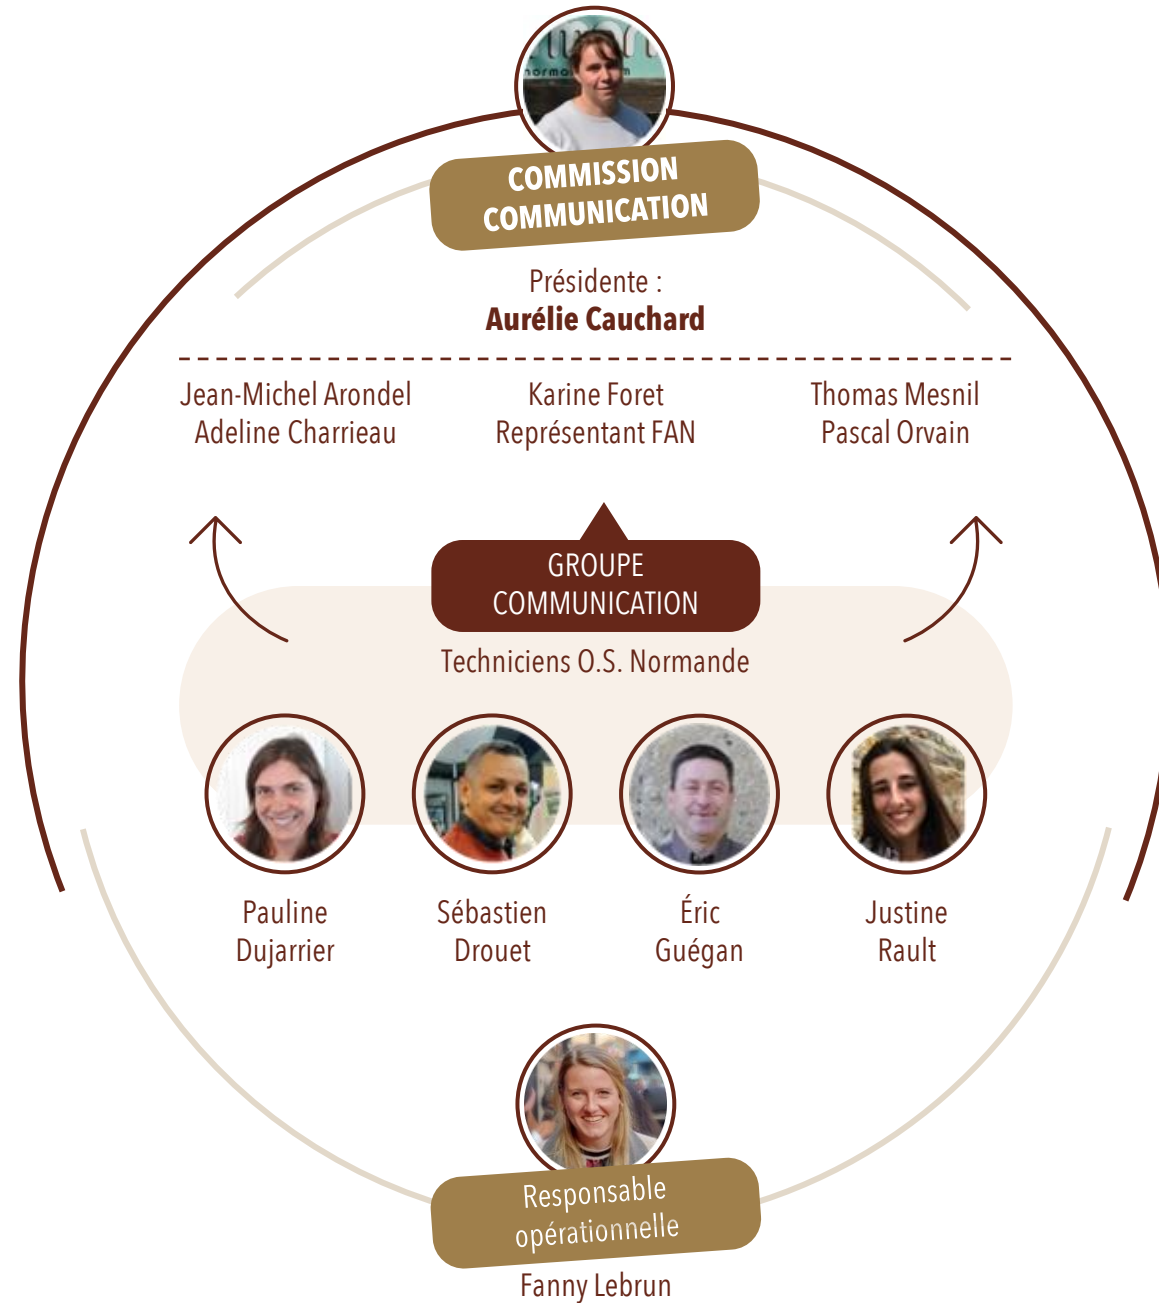 COMMISSION
COMMUNICATION
Présidente :
Aurélie Cauchard
Jean-Michel Arondel
Adeline Charrieau
Karine Foret
Représentant FAN
Thomas Mesnil
Pascal Orvain
GROUPE
COMMUNICATION
Techniciens O.S. Normande
Pauline
Dujarrier
Sébastien
Drouet
Éric
Guégan
Justine
Rault
Responsable
opérationnelle
Fanny Lebrun